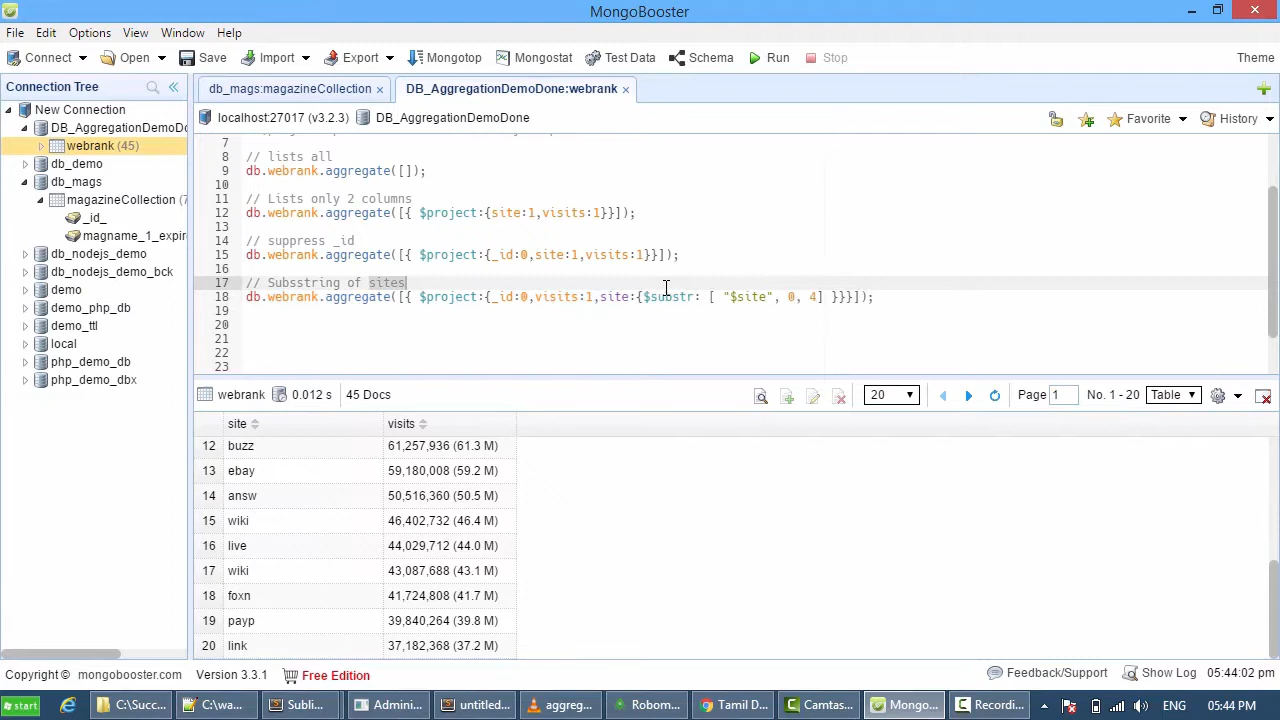 MongoBooster
File Edit Options View Window Help
Connect Open Save Import Export Mongotop Mongostat Test Data Schema Run Stop Theme
Connection Tree
New Connection
DB_AggregationDemoDo
webrank (45)
db_demo
db_mags
magazineCollection (7
_id_
magname_1_expir
db_nodejs_demo
db_nodejs_demo_bck
demo
demo_php_db
demo_ttl
local
php_demo_db
php_demo_dbx
db_mags:magazineCollection × DB_AggregationDemoDone:webrank ×
localhost:27017 (v3.2.3) DB_AggregationDemoDone Favorite History
7
8 // lists all
9 db.webrank.aggregate([]);
10
11 // Lists only 2 columns
12 db.webrank.aggregate([{ $project:{site:1,visits:1}}]);
13
14 // suppress _id
15 db.webrank.aggregate([{ $project:{_id:0,site:1,visits:1}}]);
16
17 // Subsstring of sites
18 db.webrank.aggregate([{ $project:{_id:0,visits:1,site:{$substr: [ "$site", 0, 4] }}}]);
19
20
21
22
23
webrank 0.012 s 45 Docs 20 Page 1 No. 1 - 20 Table
site visits
12 buzz 61,257,936 (61.3 M)
13 ebay 59,180,008 (59.2 M)
14 answ 50,516,360 (50.5 M)
15 wiki 46,402,732 (46.4 M)
16 live 44,029,712 (44.0 M)
17 wiki 43,087,688 (43.1 M)
18 foxn 41,724,808 (41.7 M)
19 payp 39,840,264 (39.8 M)
20 link 37,182,368 (37.2 M)
Copyright © mongobooster.com Version 3.3.1 Free Edition Feedback/Support Show Log 05:44:02 pm
start C:\Succ... C:\wa... Subli... Admini... untitled... aggreg... Robom... Tamil D... Camtas... Mongo... Recordi... ENG 05:44 PM